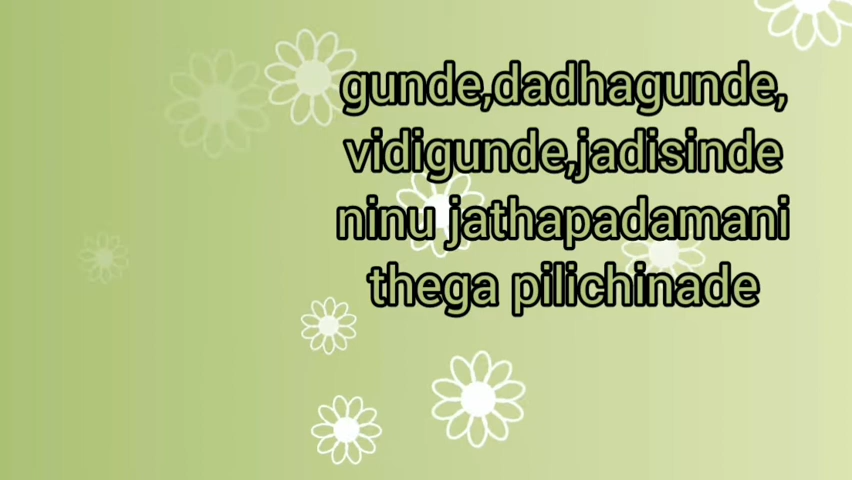 gunde,dadhagunde,
vidigunde,jadisinde
ninu jathapadamani
thega pilichinade